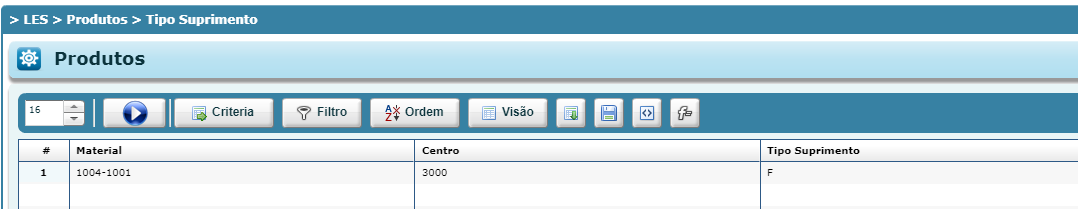 > LES > Produtos > Tipo Suprimento
Produtos
16 Criteria Filtro Ordem Visão
# Material Centro Tipo Suprimento
1 1004-1001 3000 F